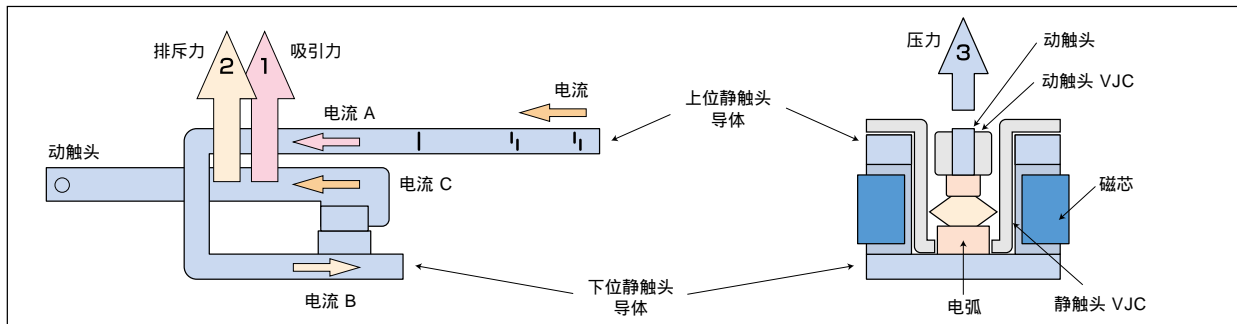 排斥力
2
1
吸引力
电流
电流 A
动触头
电流 C
电流 B
上位静触头
导体
下位静触头
导体
压力
3
动触头
动触头 VJC
磁芯
电弧
静触头 VJC